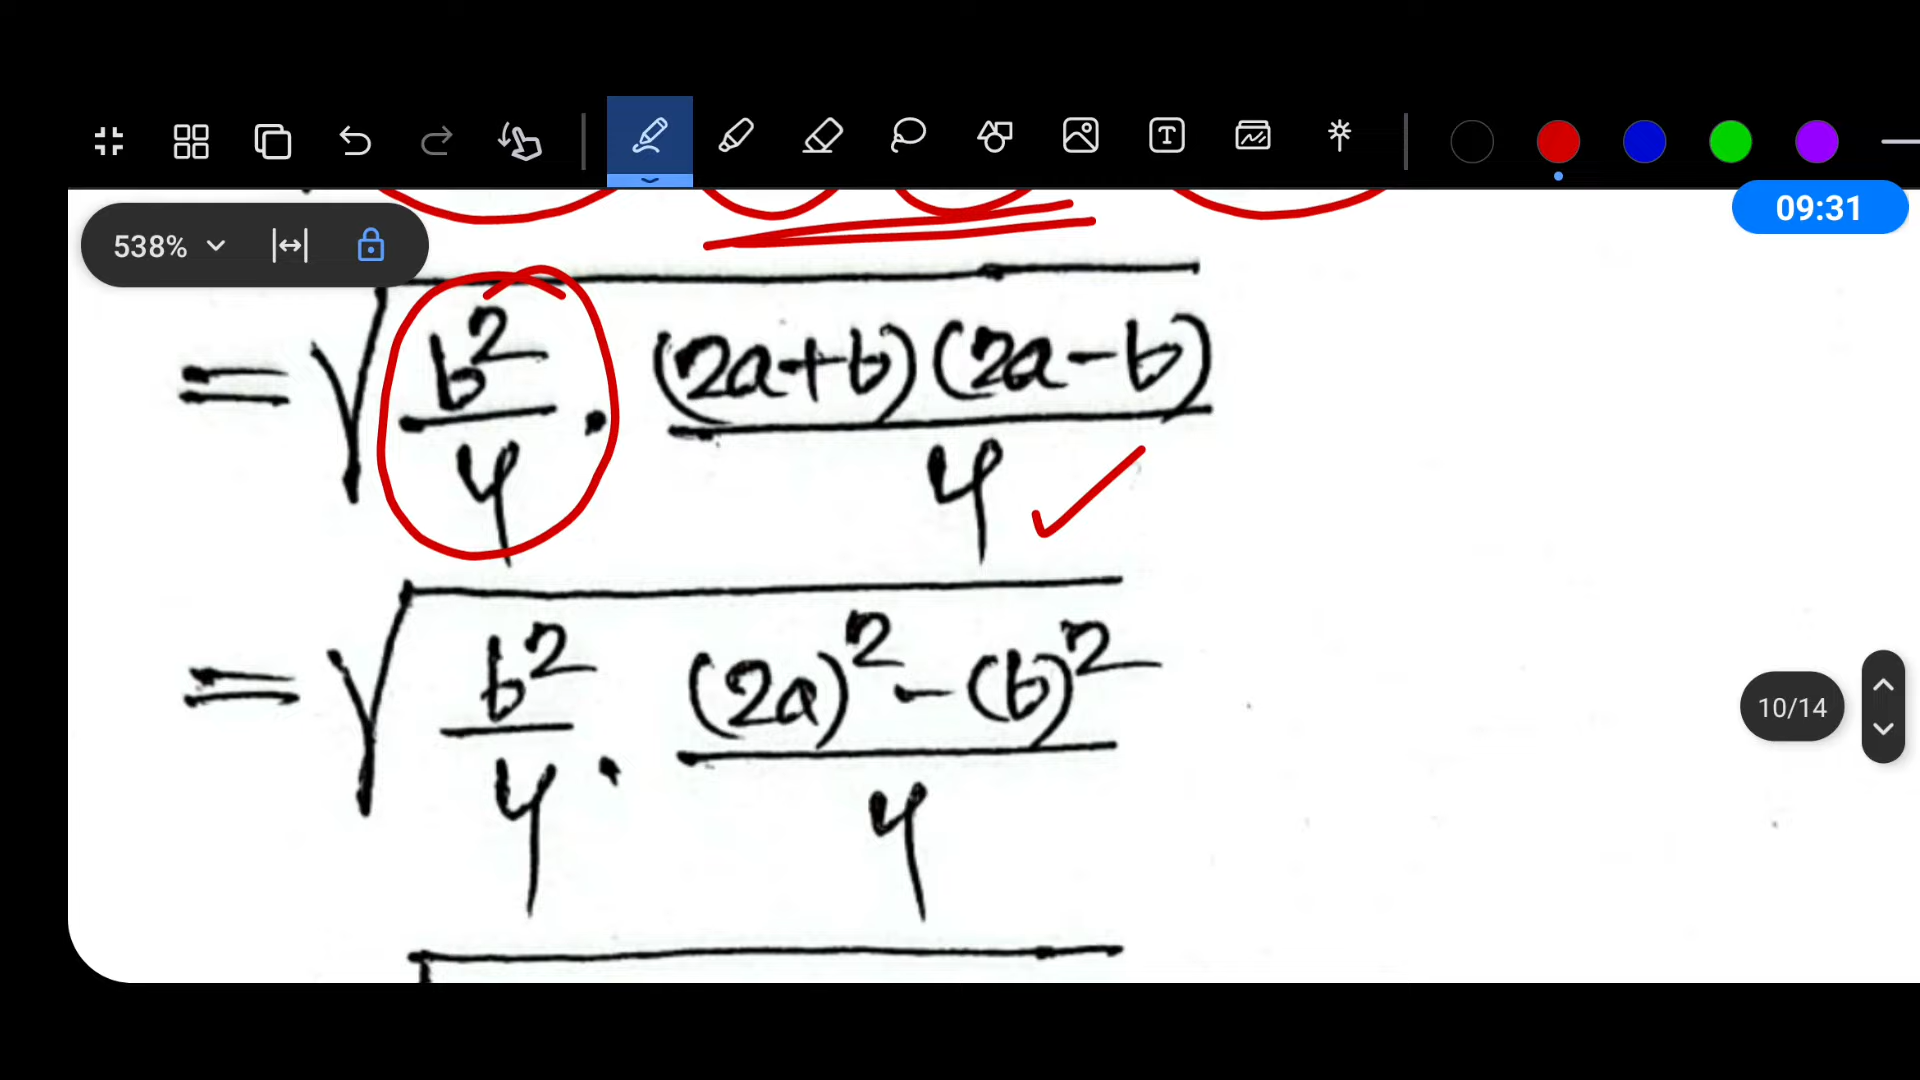 09:31
538%
= √ b²/4 . (2a+b)(2a-b)/4
= √ b²/4 . (2a)²-(b)²/4
10/14